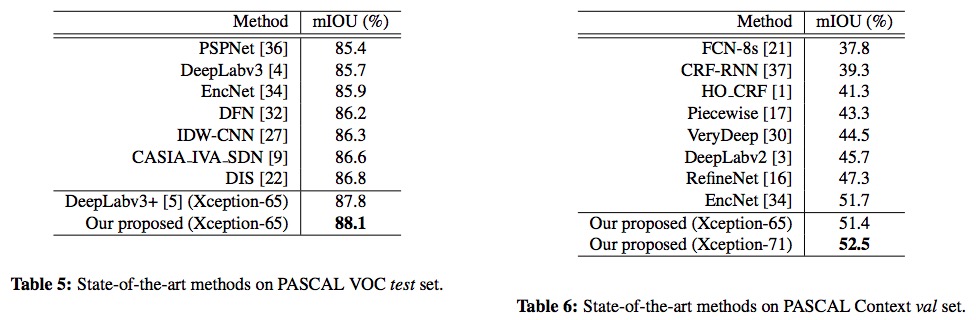 Method mIOU (%)
PSPNet [36] 85.4
DeepLabv3 [4] 85.7
EncNet [34] 85.9
DFN [32] 86.2
IDW-CNN [27] 86.3
CASIA_IVA_SDN [9] 86.6
DIS [22] 86.8
DeepLabv3+ [5] (Xception-65) 87.8
Our proposed (Xception-65) 88.1
Table 5: State-of-the-art methods on PASCAL VOC test set.
Method mIOU (%)
FCN-8s [21] 37.8
CRF-RNN [37] 39.3
HO_CRF [1] 41.3
Piecewise [17] 43.3
VeryDeep [30] 44.5
DeepLabv2 [3] 45.7
RefineNet [16] 47.3
EncNet [34] 51.7
Our proposed (Xception-65) 51.4
Our proposed (Xception-71) 52.5
Table 6: State-of-the-art methods on PASCAL Context val set.